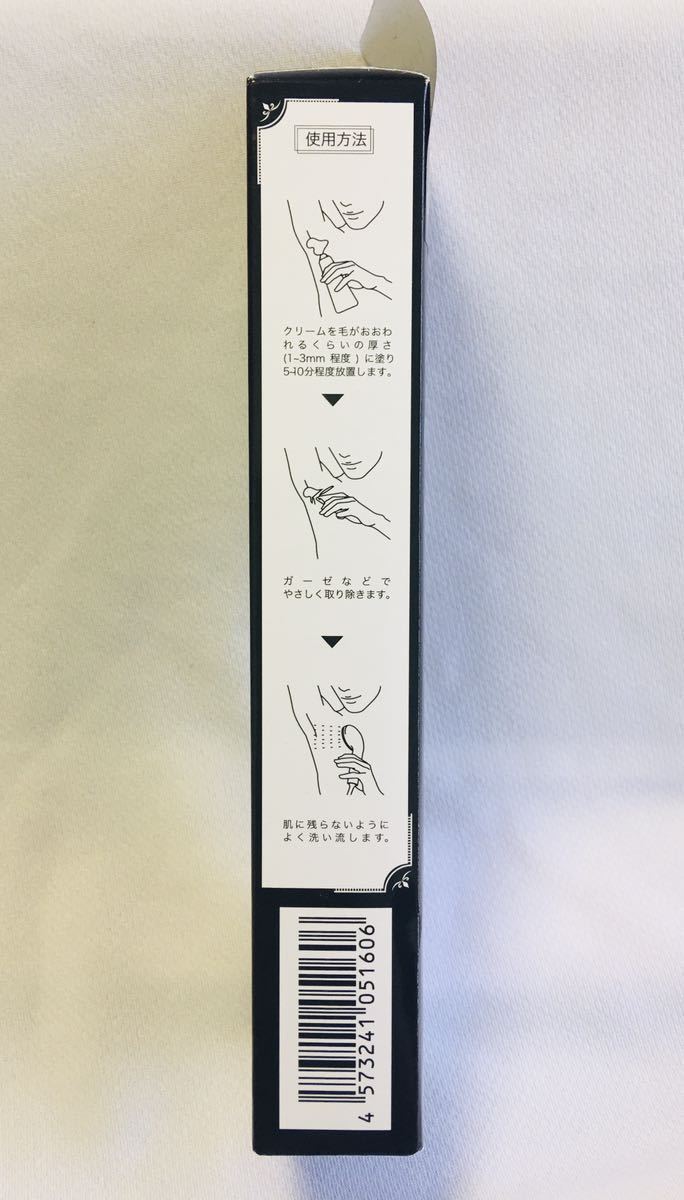 使用方法
クリームを毛がおおわ
れるくらいの厚さ
(1~3mm 程度 ) に塗り
5~10分程度放置します。
ガーゼなどで
やさしく取り除きます。
肌に残らないように
よく洗い流します。
4 573241 051606